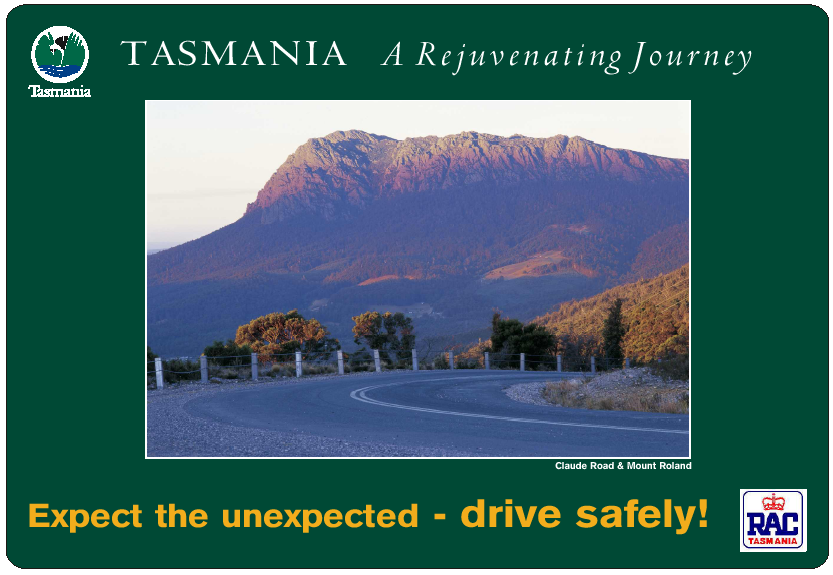 TASMANIA A Rejuvenating Journey
Tasmania
Claude Road & Mount Roland
Expect the unexpected - drive safely!
RAC
TASMANIA